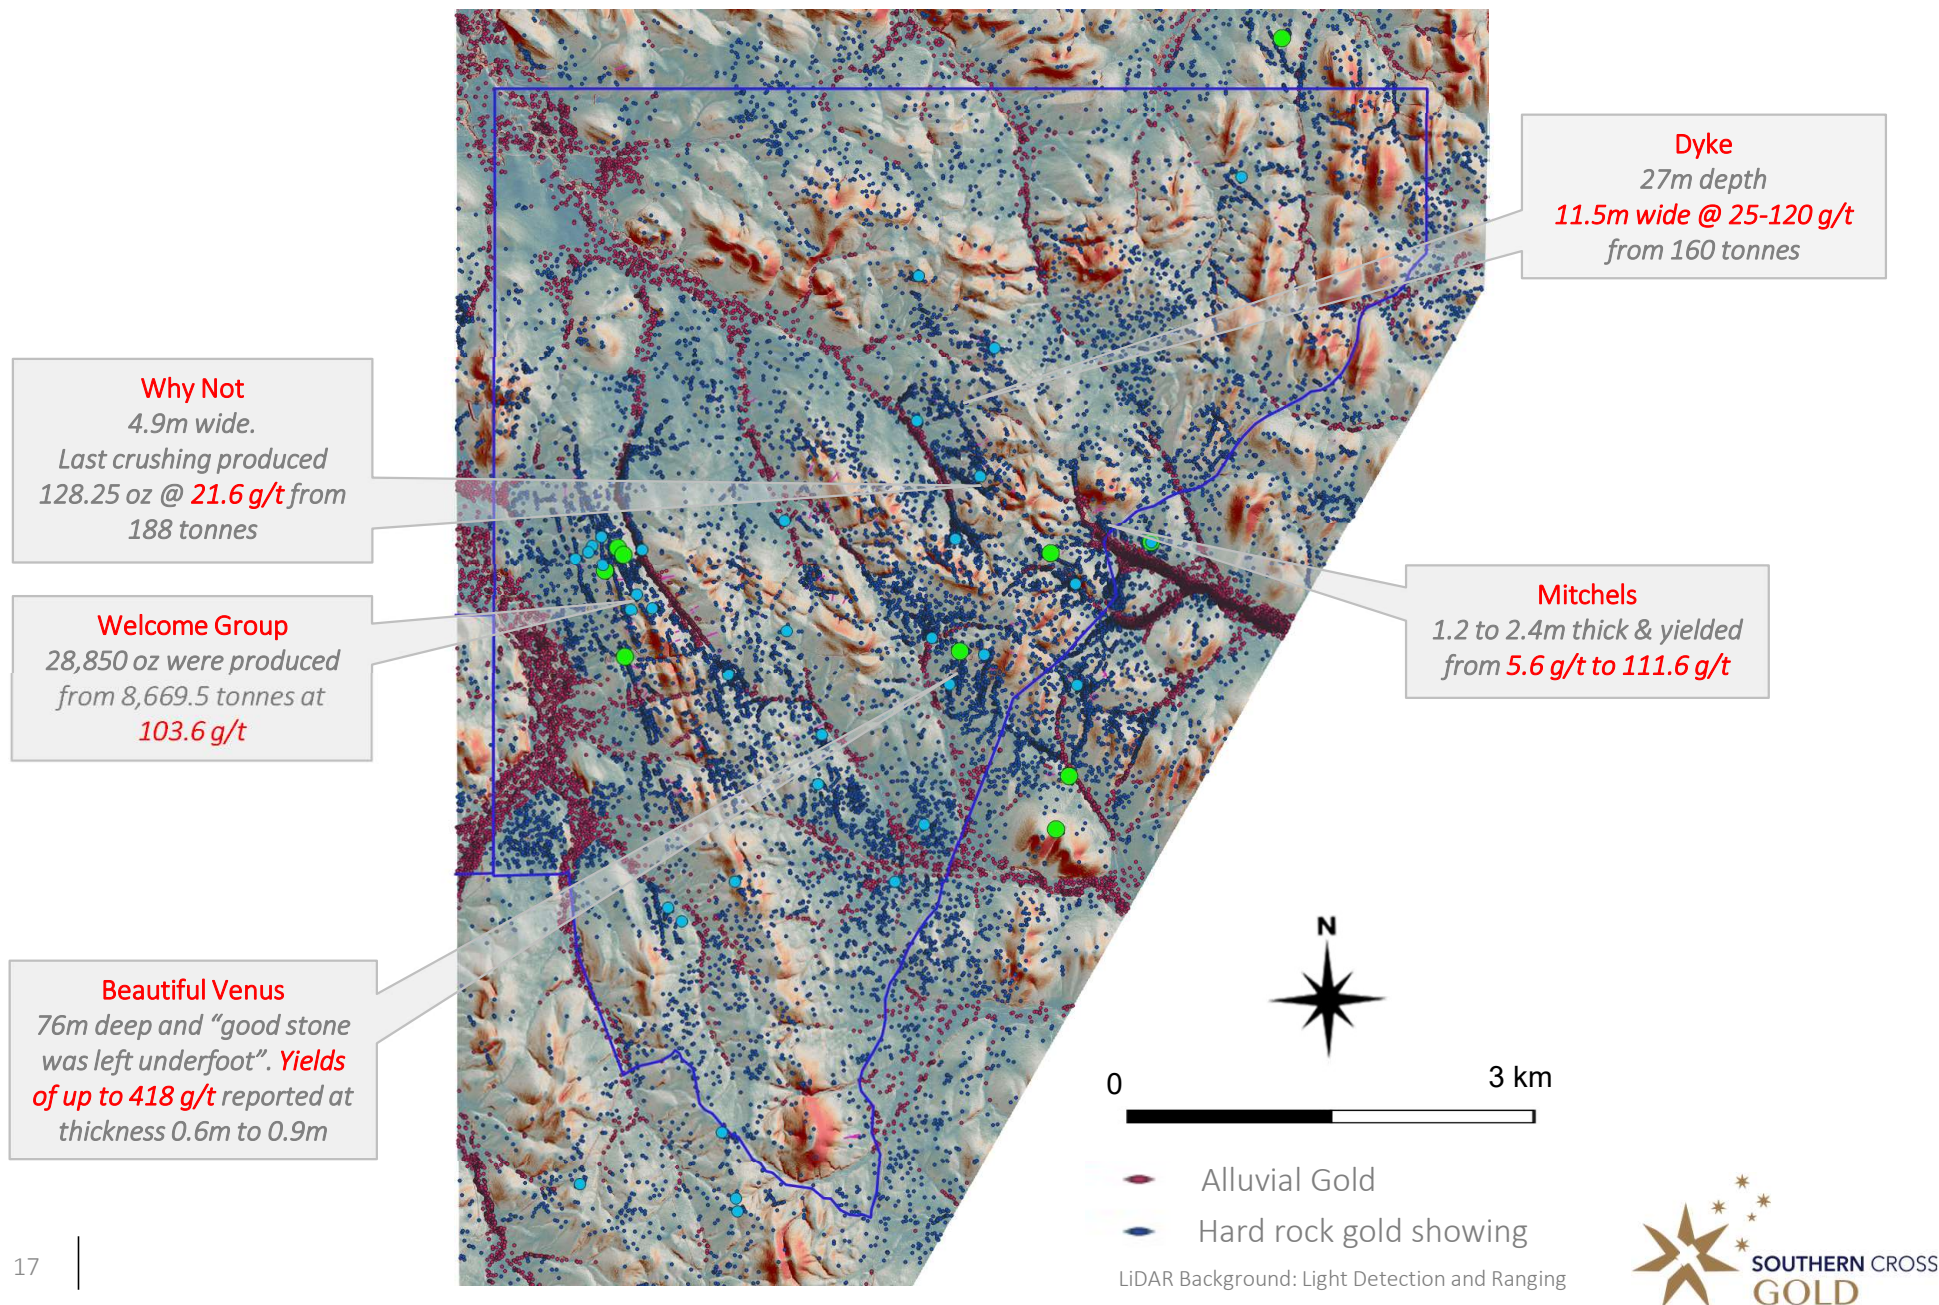 Dyke
27m depth
11.5m wide @ 25-120 g/t
from 160 tonnes
Why Not
4.9m wide.
Last crushing produced
128.25 oz @ 21.6 g/t from
188 tonnes
Welcome Group
28,850 oz were produced
from 8,669.5 tonnes at
103.6 g/t
Mitchels
1.2 to 2.4m thick & yielded
from 5.6 g/t to 111.6 g/t
Beautiful Venus
76m deep and “good stone
was left underfoot”. Yields
of up to 418 g/t reported at
thickness 0.6m to 0.9m
N
0 3 km
Alluvial Gold
Hard rock gold showing
LiDAR Background: Light Detection and Ranging
17
SOUTHERN CROSS
GOLD